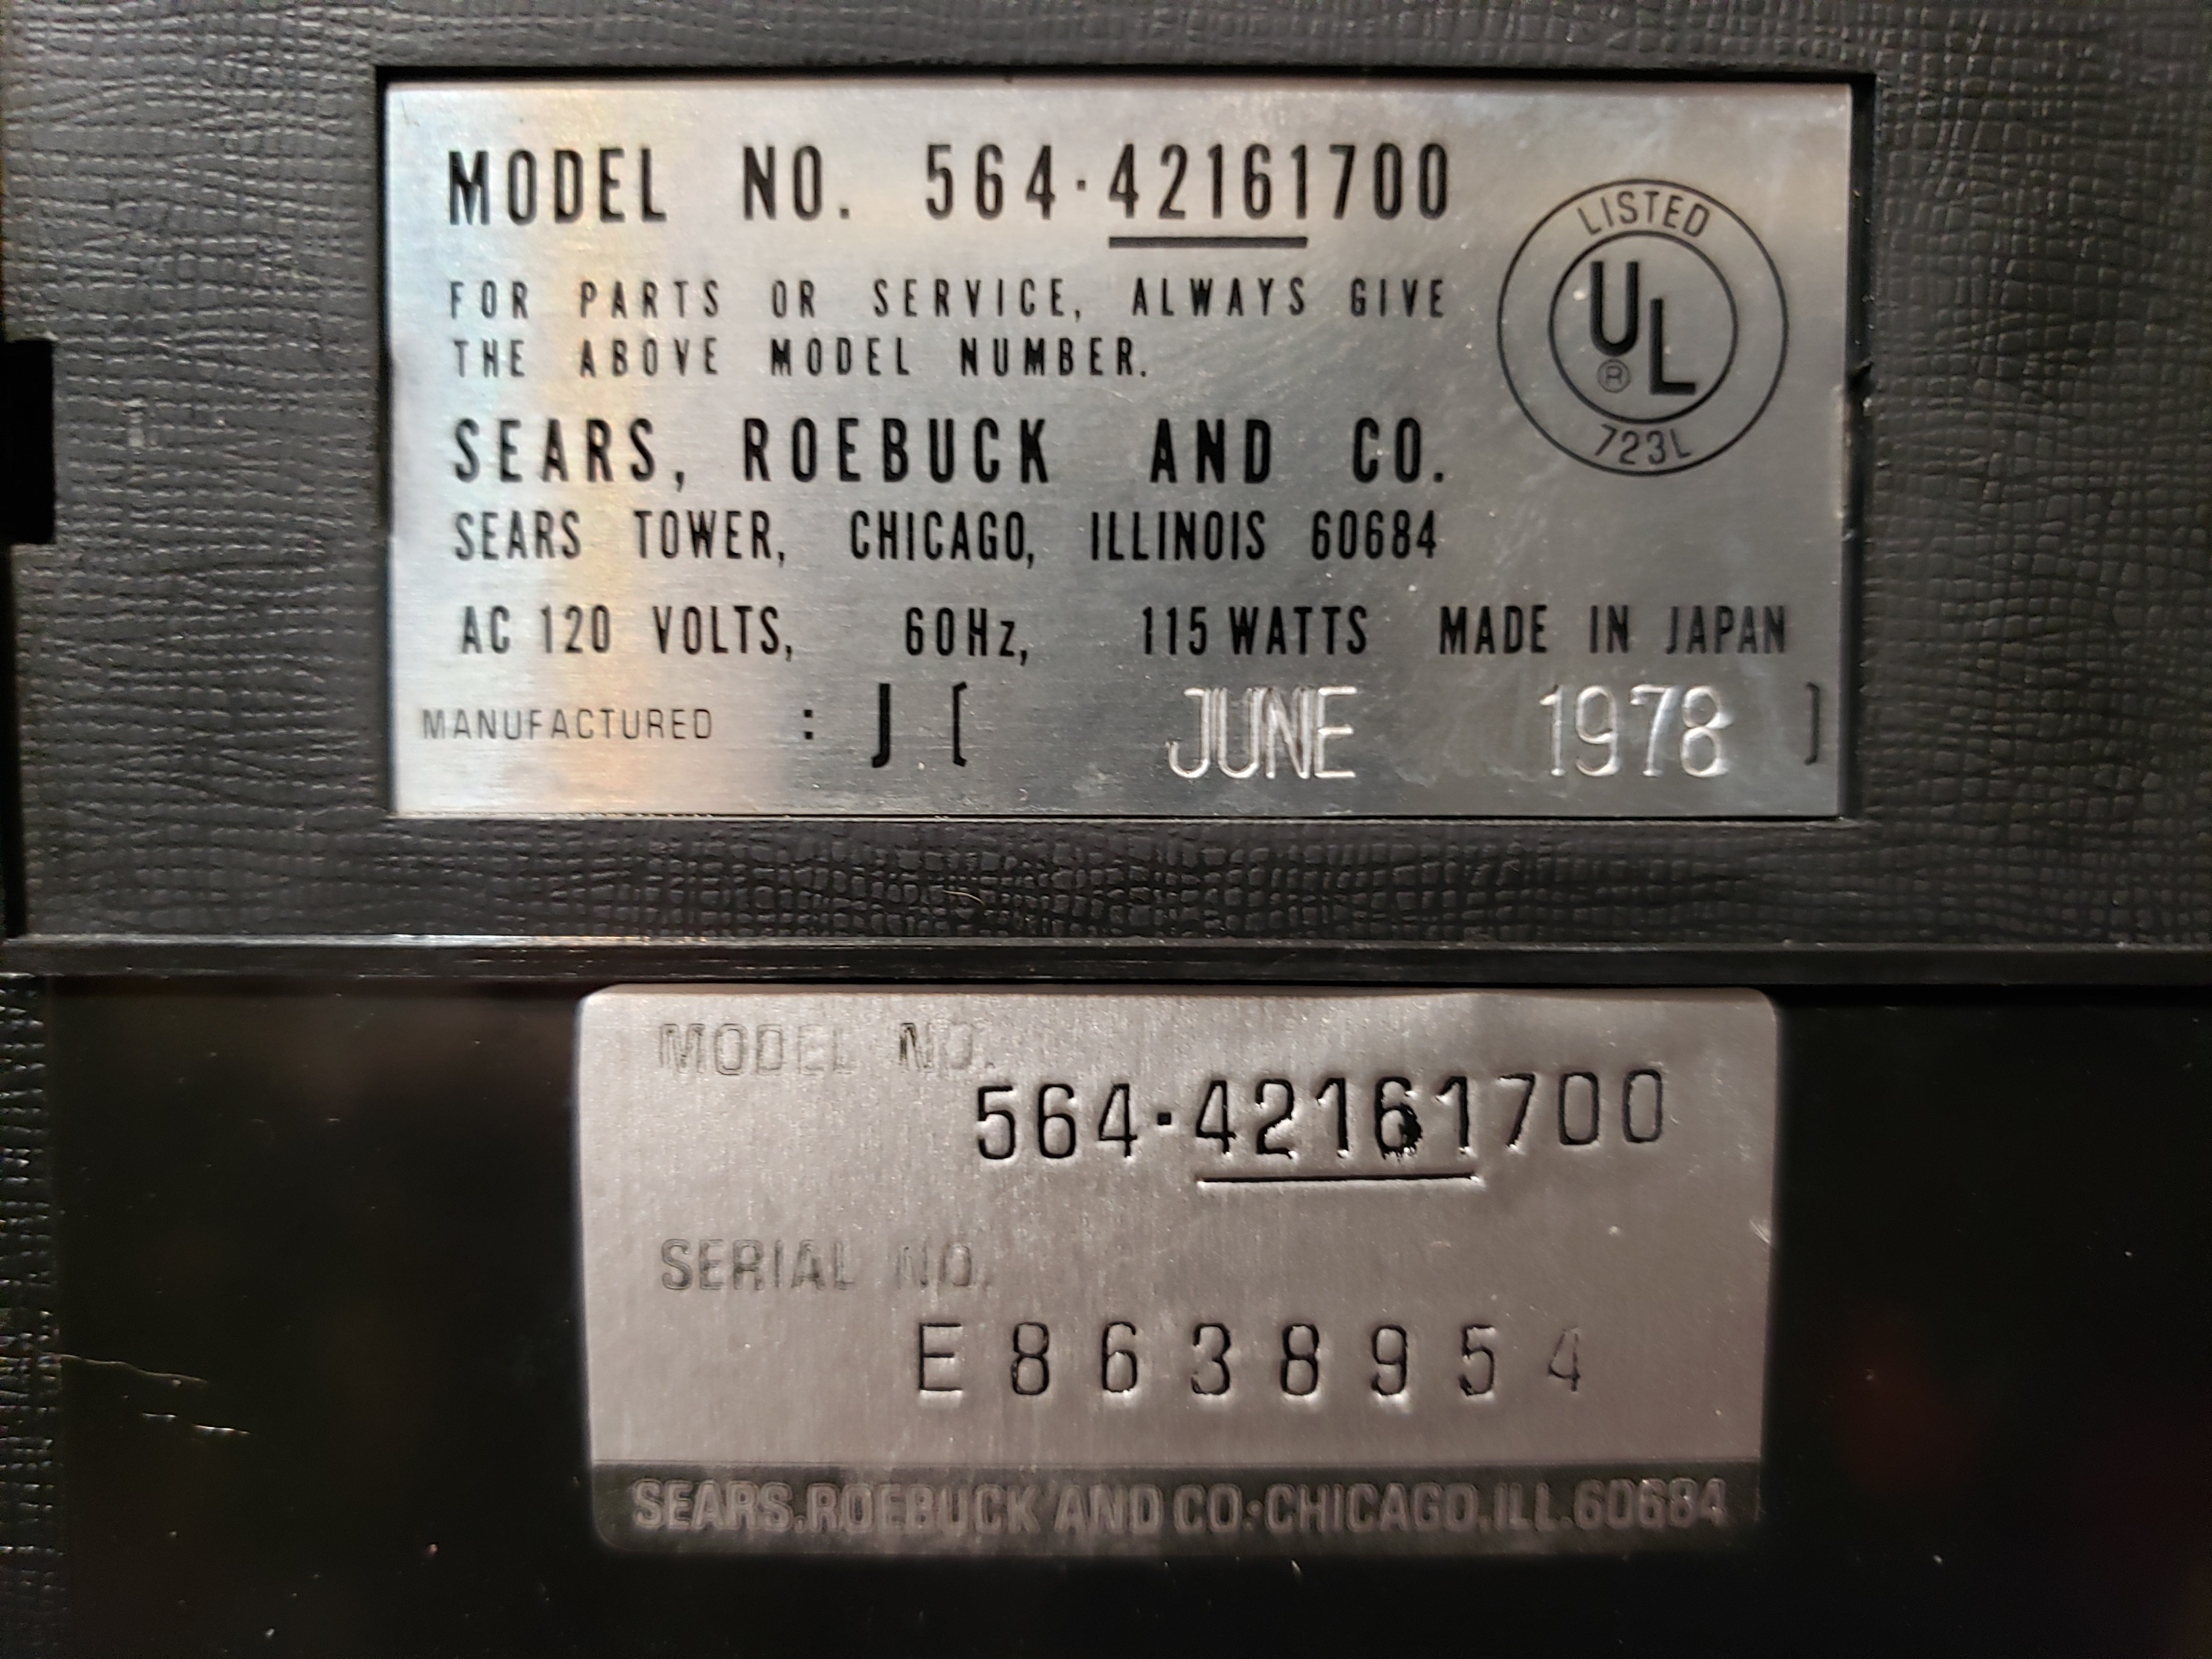 MODEL NO. 564·42161700
FOR PARTS OR SERVICE, ALWAYS GIVE
THE ABOVE MODEL NUMBER.
LISTED
UL
®
723L
SEARS, ROEBUCK AND CO.
SEARS TOWER, CHICAGO, ILLINOIS 60684
AC 120 VOLTS, 60Hz, 115 WATTS MADE IN JAPAN
MANUFACTURED : J [ JUNE 1978 ]
MODEL NO.
564·42161700
SERIAL NO.
E8638954
SEARS,ROEBUCK AND CO·CHICAGO,ILL.60684